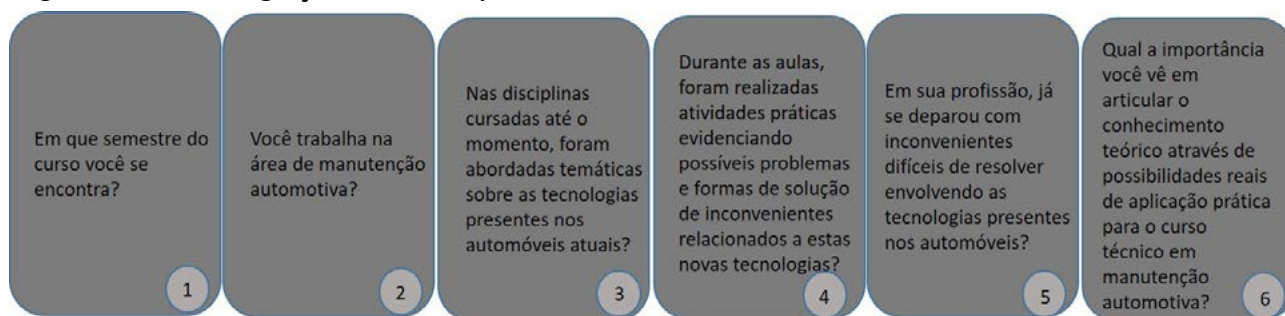 Em que semestre do
curso você se
encontra?
1
Você trabalha na
área de manutenção
automotiva?
2
Nas disciplinas
cursadas até o
momento, foram
abordadas temáticas
sobre as tecnologias
presentes nos
automóveis atuais?
3
Durante as aulas,
foram realizadas
atividades práticas
evidenciando
possíveis problemas
e formas de solução
de inconvenientes
relacionados a estas
novas tecnologias?
4
Em sua profissão, já
se deparou com
inconvenientes
difíceis de resolver
envolvendo as
tecnologias presentes
nos automóveis?
5
Qual a importância
você vê em
articular o
conhecimento
teórico através de
possibilidades reais
de aplicação prática
para o curso
técnico em
manutenção
automotiva?
6